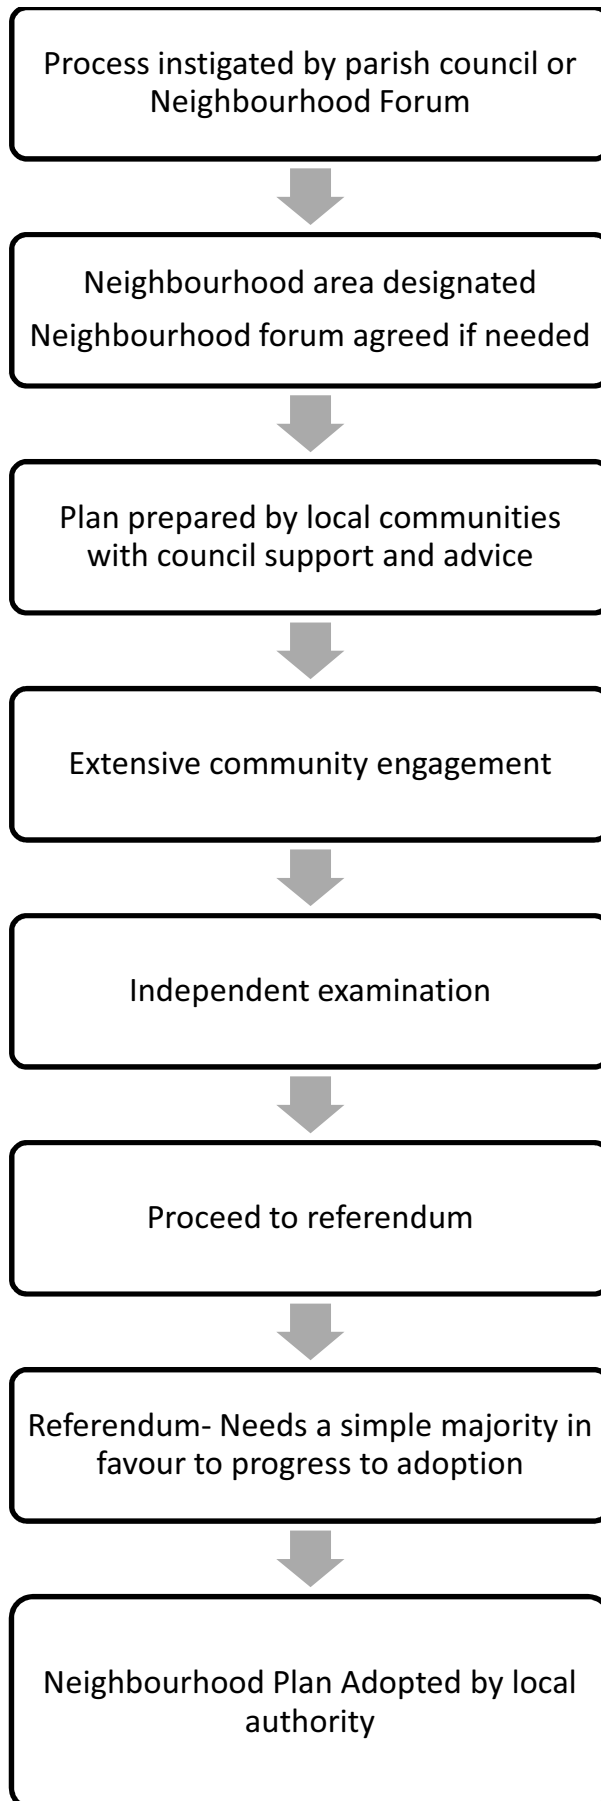 Process instigated by parish council or
Neighbourhood Forum
Neighbourhood area designated
Neighbourhood forum agreed if needed
Plan prepared by local communities
with council support and advice
Extensive community engagement
Independent examination
Proceed to referendum
Referendum- Needs a simple majority in
favour to progress to adoption
Neighbourhood Plan Adopted by local
authority